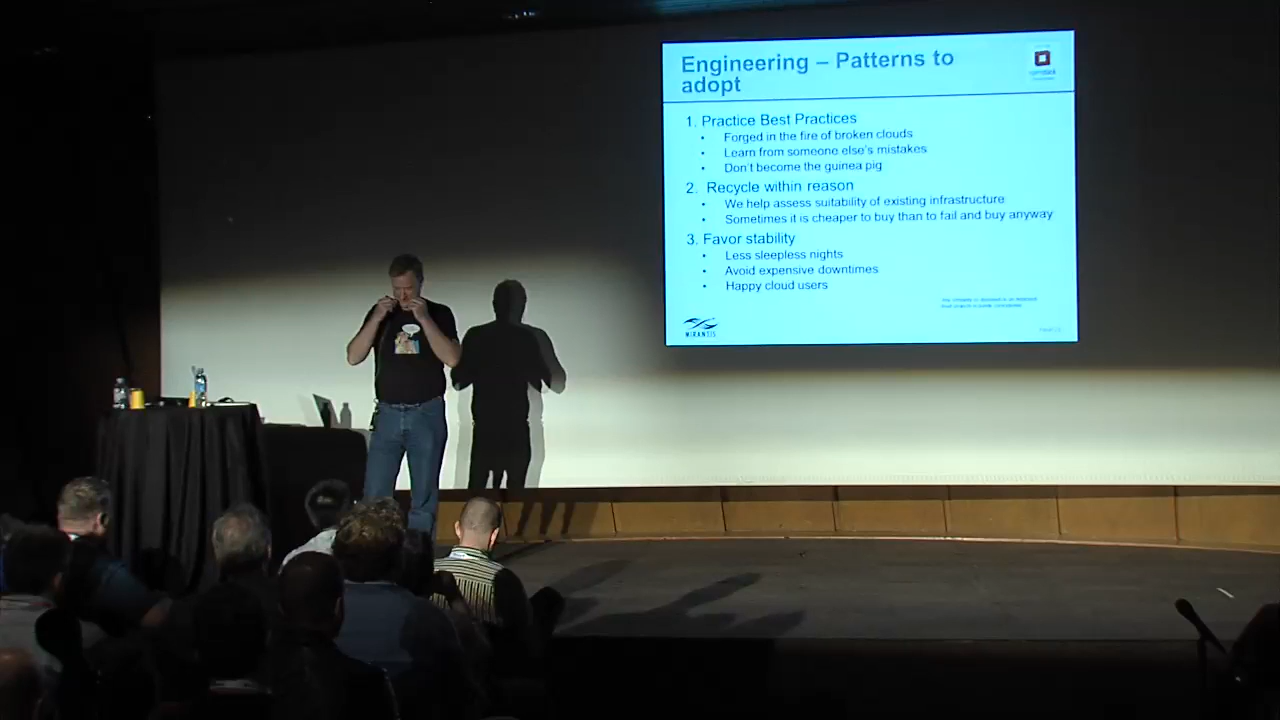 Engineering – Patterns to
adopt
1. Practice Best Practices
• Forged in the fire of broken clouds
• Learn from someone else's mistakes
• Don't become the guinea pig
2. Recycle within reason
• We help assess suitability of existing infrastructure
• Sometimes it is cheaper to buy than to fail and buy anyway
3. Favor stability
• Less sleepless nights
• Avoid expensive downtimes
• Happy cloud users
MIRANTIS